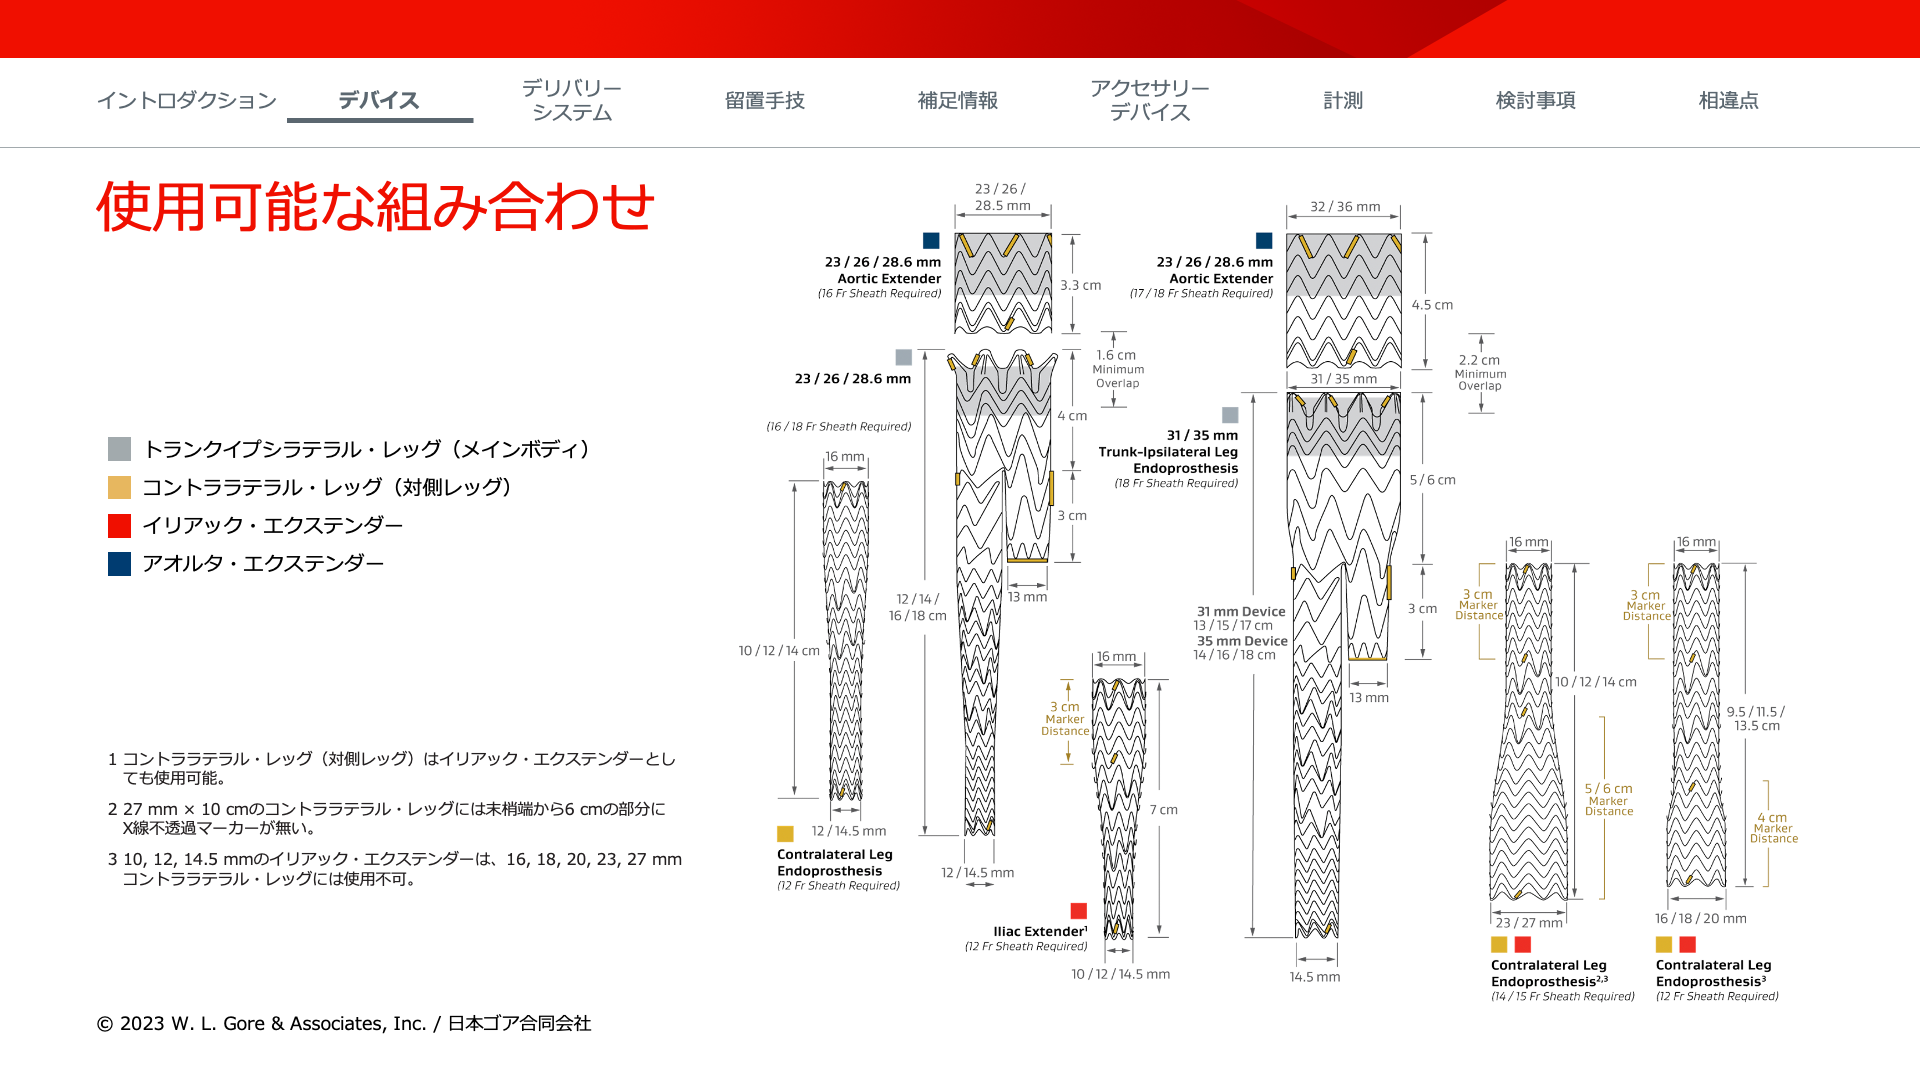 イントロダクション
デバイス
デリバリー
システム
留置手技
補足情報
アクセサリー
デバイス
計測
検討事項
相違点
使用可能な組み合わせ
トランクイプシラテラル・レッグ（メインボディ）
コントララテラル・レッグ（対側レッグ）
イリアック・エクステンダー
アオルタ・エクステンダー
1 コントララテラル・レッグ（対側レッグ）はイリアック・エクステンダーとし
ても使用可能。
2 27 mm × 10 cmのコントララテラル・レッグには末梢端から6 cmの部分に
X線不透過マーカーが無い。
3 10, 12, 14.5 mmのイリアック・エクステンダーは、16, 18, 20, 23, 27 mm
コントララテラル・レッグには使用不可。
© 2023 W. L. Gore & Associates, Inc. / 日本ゴア合同会社
23 / 26 /
28.5 mm
23 / 26 / 28.6 mm
Aortic Extender
(16 Fr Sheath Required)
3.3 cm
1.6 cm
Minimum
Overlap
23 / 26 / 28.6 mm
(16 / 18 Fr Sheath Required)
4 cm
3 cm
13 mm
12 / 14 /
16 / 18 cm
12 / 14.5 mm
16 mm
10 / 12 / 14 cm
12 / 14.5 mm
Contralateral Leg
Endoprosthesis
(12 Fr Sheath Required)
16 mm
3 cm
Marker
Distance
7 cm
Iliac Extender¹
(12 Fr Sheath Required)
10 / 12 / 14.5 mm
32 / 36 mm
23 / 26 / 28.6 mm
Aortic Extender
(17 / 18 Fr Sheath Required)
4.5 cm
2.2 cm
Minimum
Overlap
31 / 35 mm
31 / 35 mm
Trunk-Ipsilateral Leg
Endoprosthesis
(18 Fr Sheath Required)
5 / 6 cm
3 cm
13 mm
31 mm Device
13 / 15 / 17 cm
35 mm Device
14 / 16 / 18 cm
14.5 mm
16 mm
3 cm
Marker
Distance
10 / 12 / 14 cm
5 / 6 cm
Marker
Distance
23 / 27 mm
Contralateral Leg
Endoprosthesis²,³
(14 / 15 Fr Sheath Required)
16 mm
3 cm
Marker
Distance
9.5 / 11.5 /
13.5 cm
4 cm
Marker
Distance
16 / 18 / 20 mm
Contralateral Leg
Endoprosthesis³
(12 Fr Sheath Required)